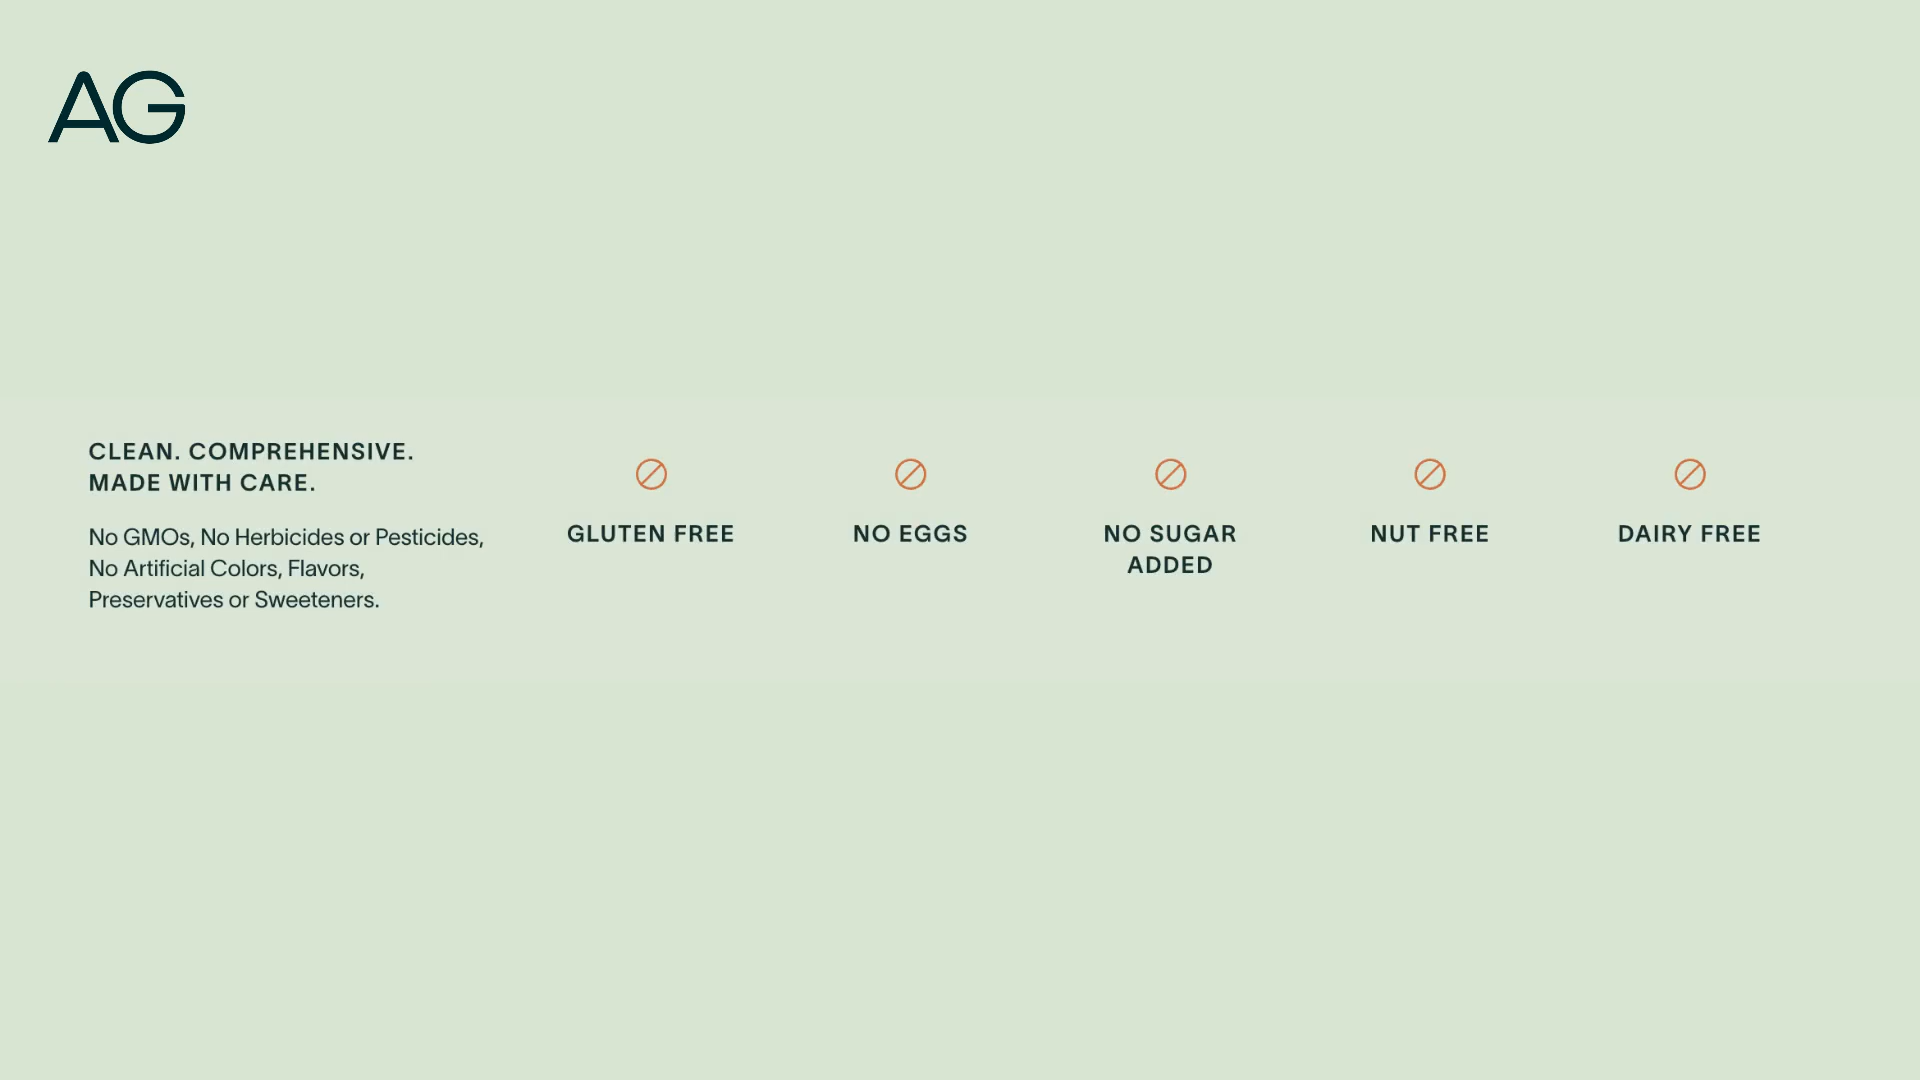 AG
CLEAN. COMPREHENSIVE.
MADE WITH CARE.
No GMOs, No Herbicides or Pesticides,
No Artificial Colors, Flavors,
Preservatives or Sweeteners.
GLUTEN FREE
NO EGGS
NO SUGAR
ADDED
NUT FREE
DAIRY FREE